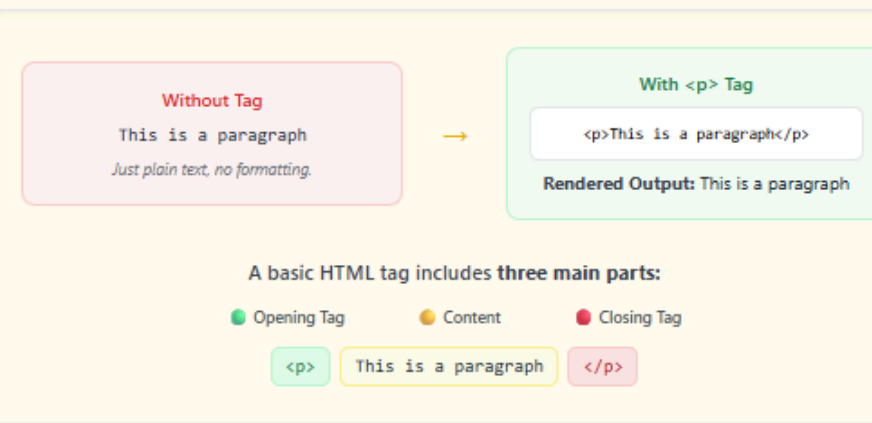 Without Tag
This is a paragraph
Just plain text, no formatting.
→
With <p> Tag
<p>This is a paragraph</p>
Rendered Output: This is a paragraph
A basic HTML tag includes three main parts:
Opening Tag Content Closing Tag
<p> This is a paragraph </p>